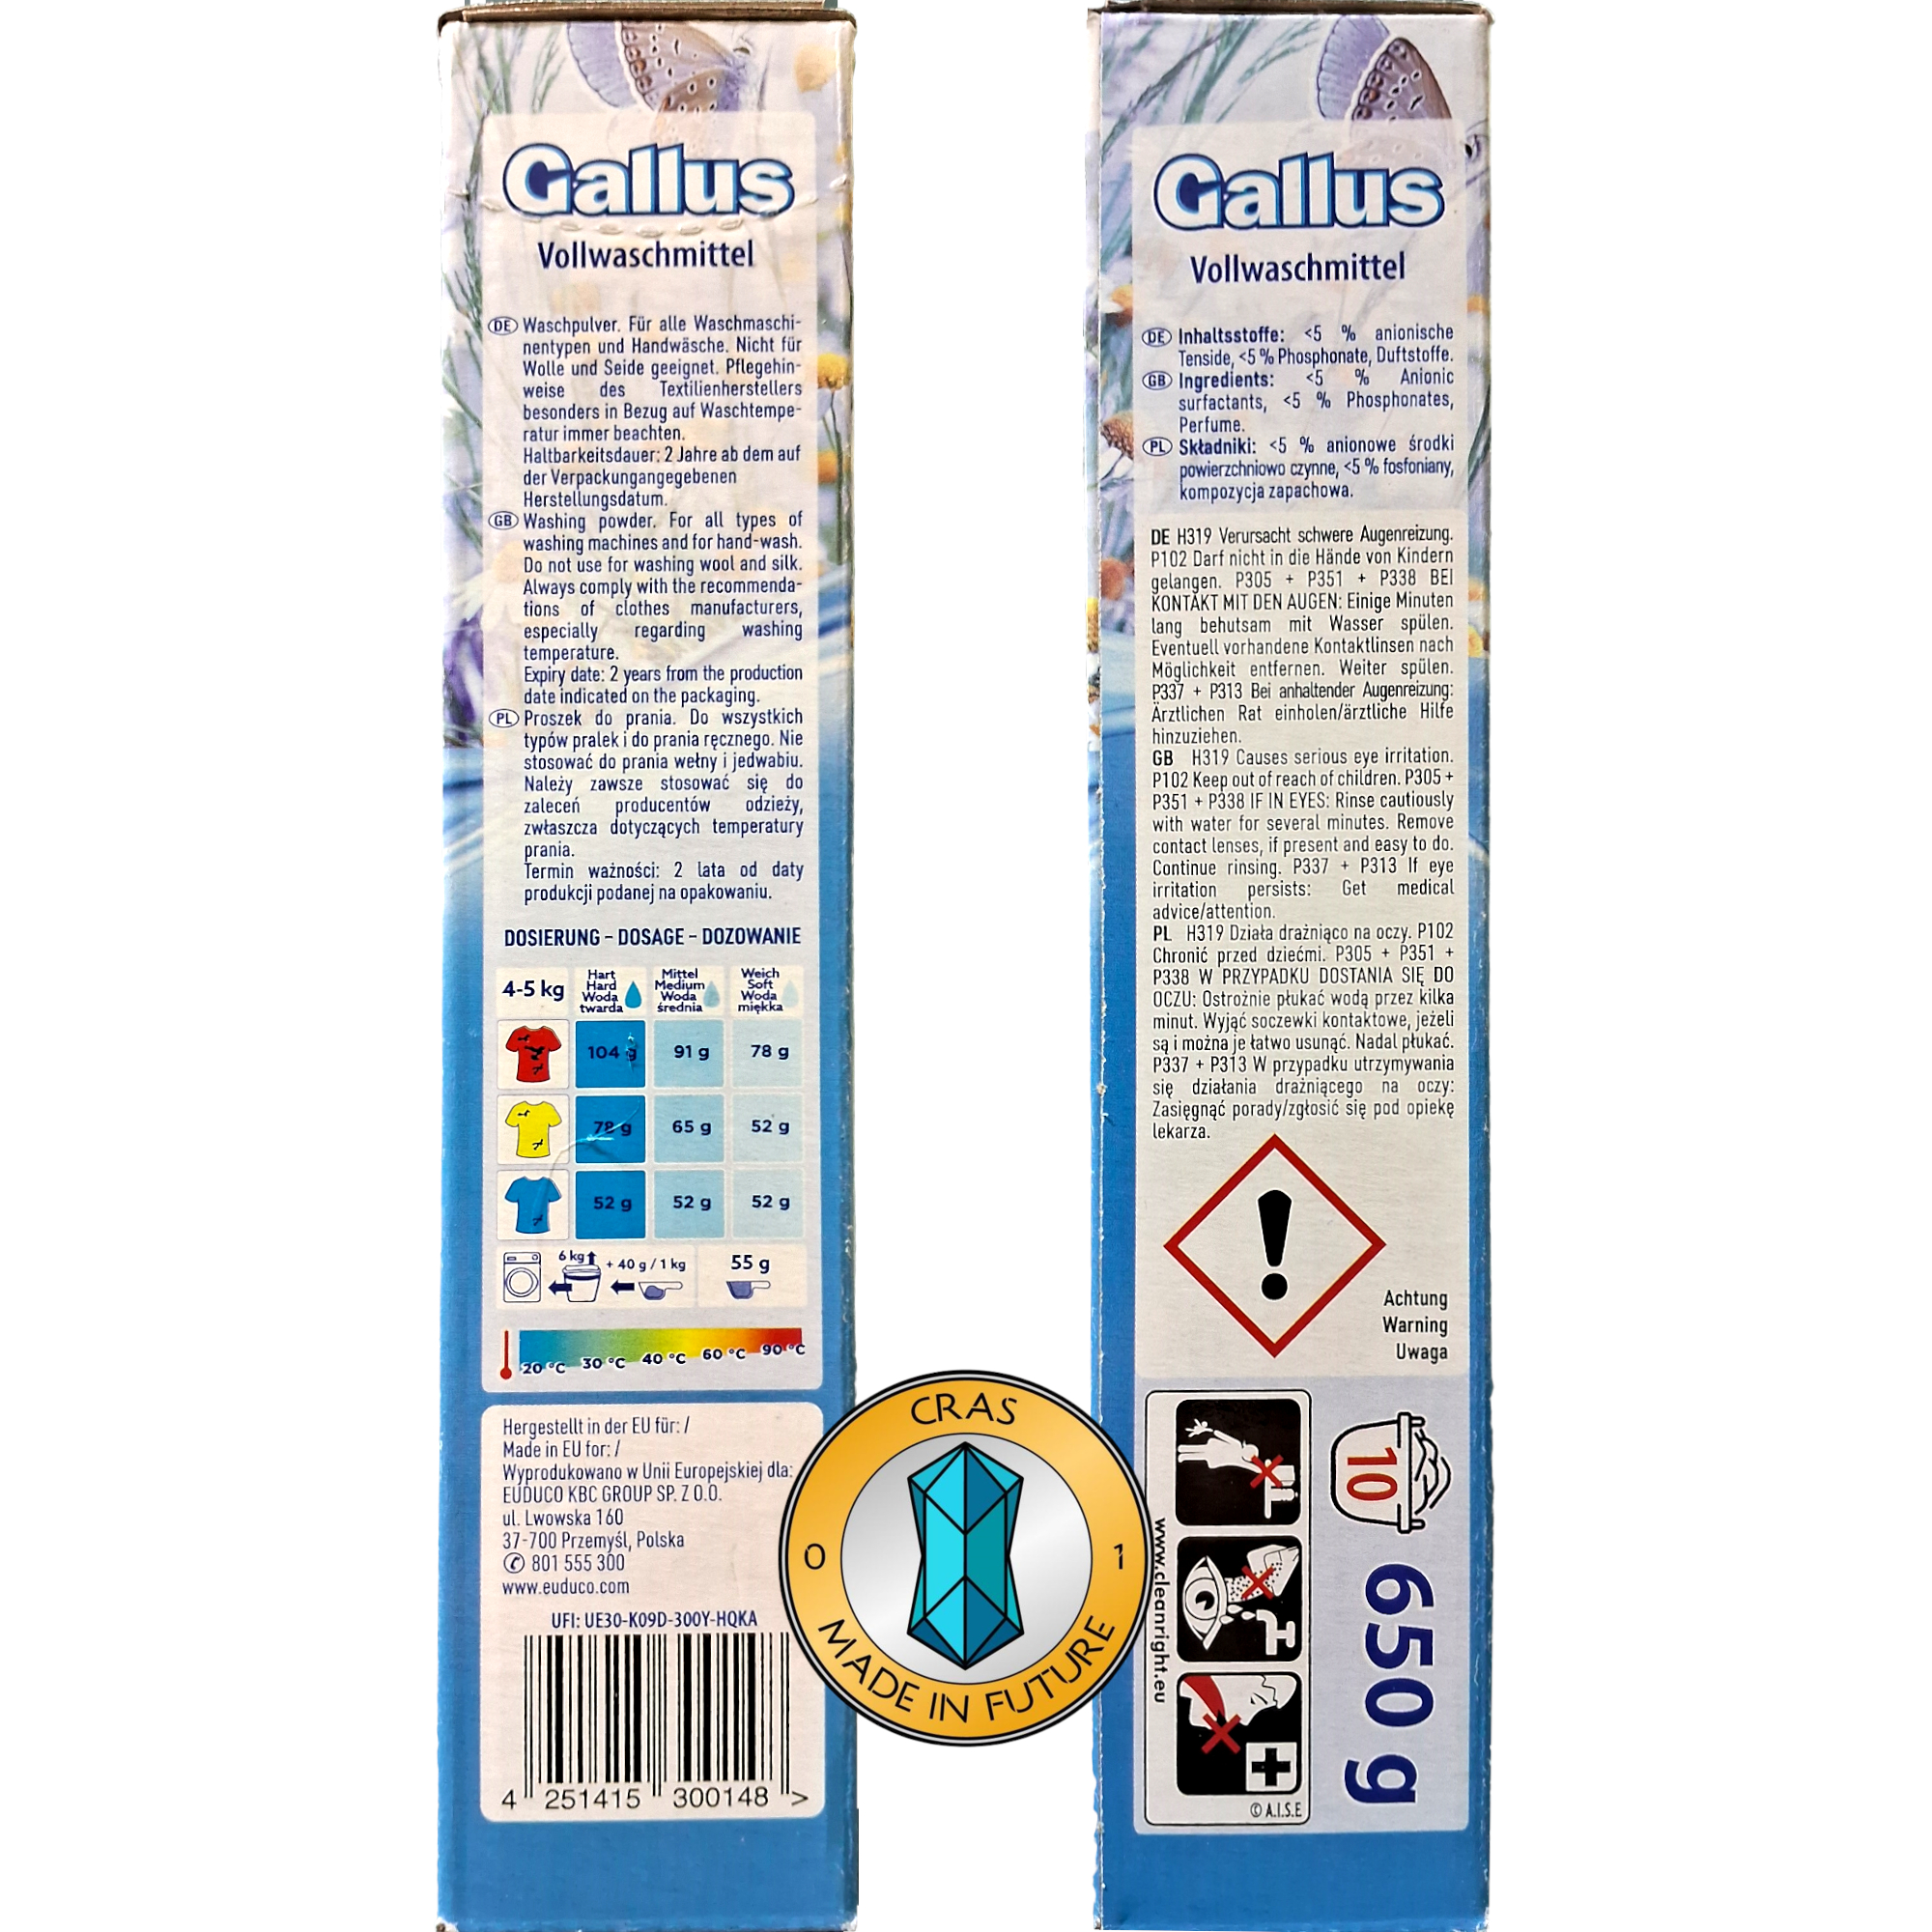 Gallus
Vollwaschmittel
DE Waschpulver. Für alle Waschmaschi-
nentypen und Handwäsche. Nicht für
Wolle und Seide geeignet. Pflegehin-
weise des Textilienherstellers
besonders in Bezug auf Waschtempe-
ratur immer beachten.
Haltbarkeitsdauer: 2 Jahre ab dem auf
der Verpackungangegebenen
Herstellungsdatum.
GB Washing powder. For all types of
washing machines and for hand-wash.
Do not use for washing wool and silk.
Always comply with the recommenda-
tions of clothes manufacturers,
especially regarding washing
temperature.
Expiry date: 2 years from the production
date indicated on the packaging.
PL Proszek do prania. Do wszystkich
typów pralek i do prania ręcznego. Nie
stosować do prania wełny i jedwabiu.
Należy zawsze stosować się do
zaleceń producentów odzieży,
zwłaszcza dotyczących temperatury
prania.
Termin ważności: 2 lata od daty
produkcji podanej na opakowaniu.
DOSIERUNG – DOSAGE – DOZOWANIE
4-5 kg
Hart
Hard
Woda
twarda
Mittel
Medium
Woda
średnia
Weich
Soft
Woda
miękka
104 g 91 g 78 g
78 g 65 g 52 g
52 g 52 g 52 g
6 kg + 40 g / 1 kg 55 g
20 °C 30 °C 40 °C 60 °C 90 °C
Hergestellt in der EU für: /
Made in EU for: /
Wyprodukowano w Unii Europejskiej dla:
EUDUCO KBC GROUP SP. Z O.O.
ul. Lwowska 160
37-700 Przemyśl, Polska
801 555 300
www.euduco.com
UFI: UE30-K09D-300Y-HQKA
4 251415 300148 >
Gallus
Vollwaschmittel
DE Inhaltsstoffe: <5 % anionische
Tenside, <5 % Phosphonate, Duftstoffe.
GB Ingredients: <5 % Anionic
surfactants, <5 % Phosphonates,
Perfume.
PL Składniki: <5 % anionowe środki
powierzchniowo czynne, <5 % fosfoniany,
kompozycja zapachowa.
DE H319 Verursacht schwere Augenreizung.
P102 Darf nicht in die Hände von Kindern
gelangen. P305 + P351 + P338 BEI
KONTAKT MIT DEN AUGEN: Einige Minuten
lang behutsam mit Wasser spülen.
Eventuell vorhandene Kontaktlinsen nach
Möglichkeit entfernen. Weiter spülen.
P337 + P313 Bei anhaltender Augenreizung:
Ärztlichen Rat einholen/ärztliche Hilfe
hinzuziehen.
GB H319 Causes serious eye irritation.
P102 Keep out of reach of children. P305 +
P351 + P338 IF IN EYES: Rinse cautiously
with water for several minutes. Remove
contact lenses, if present and easy to do.
Continue rinsing. P337 + P313 If eye
irritation persists: Get medical
advice/attention.
PL H319 Działa drażniąco na oczy. P102
Chronić przed dziećmi. P305 + P351 +
P338 W PRZYPADKU DOSTANIA SIĘ DO
OCZU: Ostrożnie płukać wodą przez kilka
minut. Wyjąć soczewki kontaktowe, jeżeli
są i można je łatwo usunąć. Nadal płukać.
P337 + P313 W przypadku utrzymywania
się działania drażniącego na oczy:
Zasięgnąć porady/zgłosić się pod opiekę
lekarza.
Achtung
Warning
Uwaga
10
650 g
www.cleanright.eu
© A.I.S.E
CRAS
0 1
MADE IN FUTURE